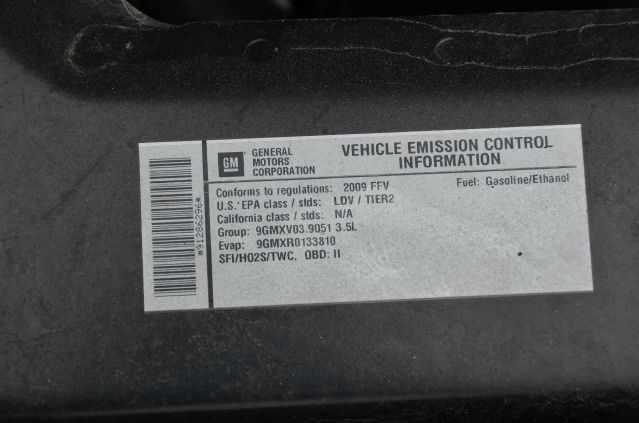 GM
GENERAL
MOTORS
CORPORATION
VEHICLE EMISSION CONTROL
INFORMATION
Conforms to regulations: 2009 FFV
Fuel: Gasoline/Ethanol
U.S. EPA class / stds: LDV / TIER2
California class / stds: N/A
Group: 9GMXV03.9051 3.5L
Evap: 9GMXR0133810
SFI/HO2S/TWC, OBD: II
*91286296*